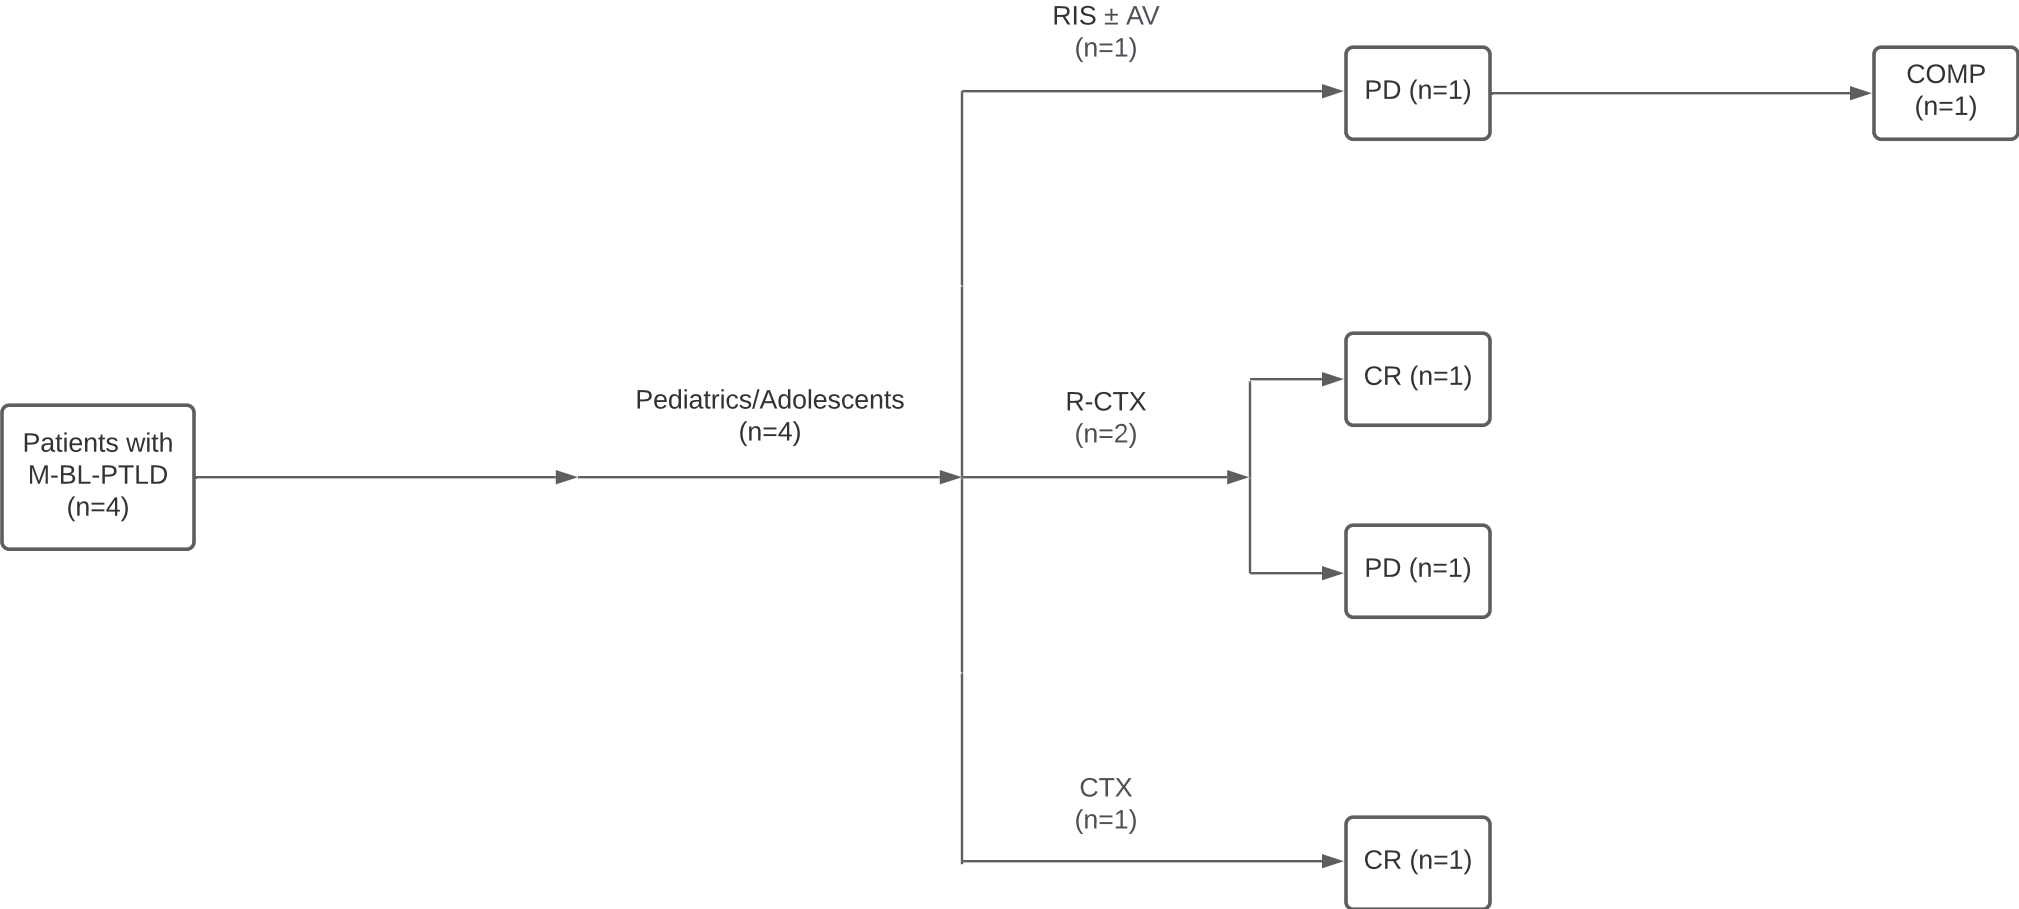 RIS ± AV
(n=1)
PD (n=1)
COMP
(n=1)
Patients with
M-BL-PTLD
(n=4)
Pediatrics/Adolescents
(n=4)
R-CTX
(n=2)
CR (n=1)
PD (n=1)
CTX
(n=1)
CR (n=1)